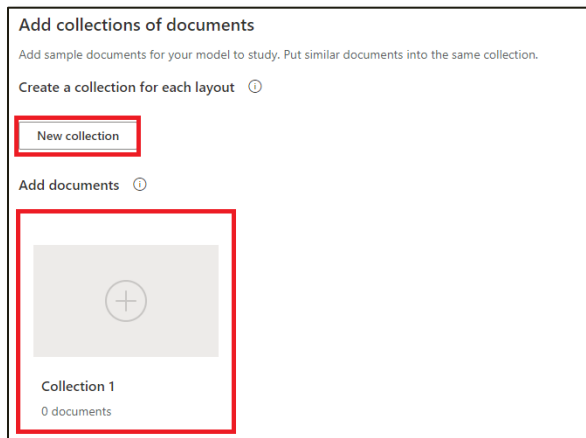 Add collections of documents
Add sample documents for your model to study. Put similar documents into the same collection.
Create a collection for each layout
New collection
Add documents
Collection 1
0 documents